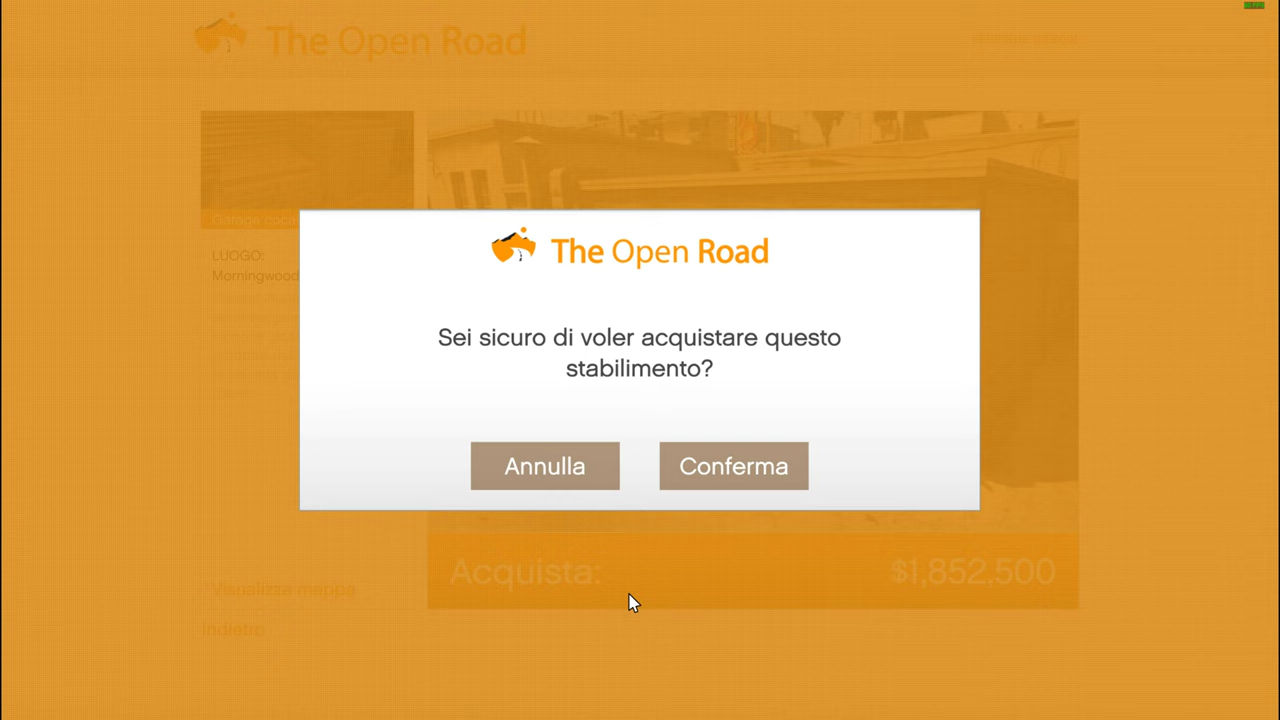 The Open Road
LUOGO:
Morningwood
The Open Road
Sei sicuro di voler acquistare questo
stabilimento?
Annulla
Conferma
Acquista:
$1,852.500
Visualizza mappa
Indietro